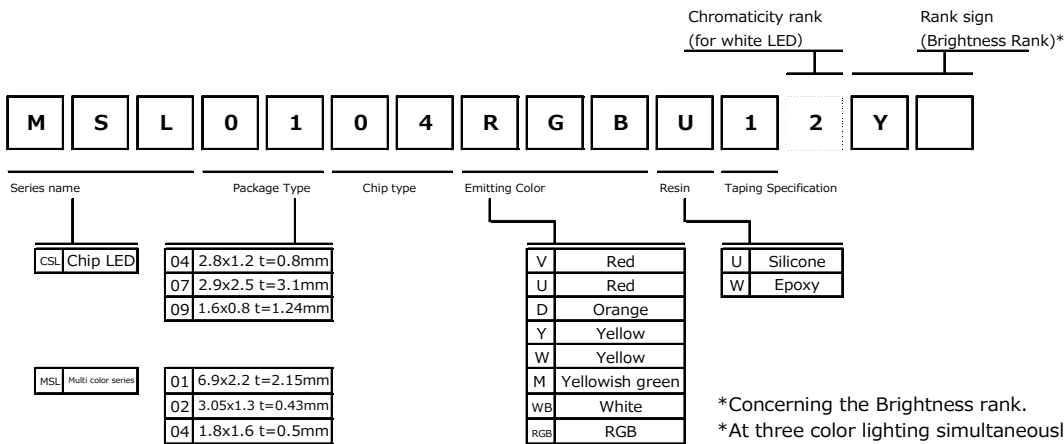 Chromaticity rank
(for white LED)
Rank sign
(Brightness Rank)*
M S L 0 1 0 4 R G B U 1 2 Y
Series name
Package Type
Chip type
Emitting Color
Resin
Taping Specification
CSL Chip LED
04 2.8x1.2 t=0.8mm
07 2.9x2.5 t=3.1mm
09 1.6x0.8 t=1.24mm
MSL Multi color series
01 6.9x2.2 t=2.15mm
02 3.05x1.3 t=0.43mm
04 1.8x1.6 t=0.5mm
V Red
U Red
D Orange
Y Yellow
W Yellow
M Yellowish green
WB White
RGB RGB
U Silicone
W Epoxy
*Concerning the Brightness rank.
*At three color lighting simultaneousl